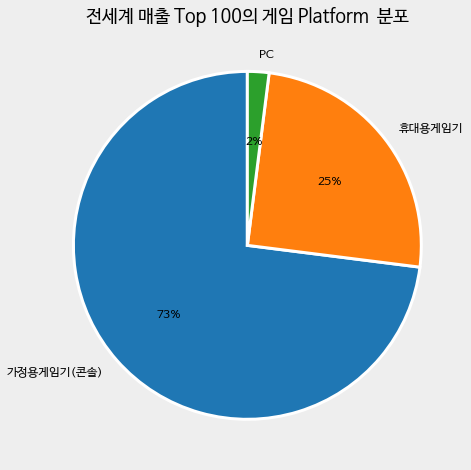 전세계 매출 Top 100의 게임 Platform 분포
PC
2%
휴대용게임기
25%
73%
가정용게임기(콘솔)